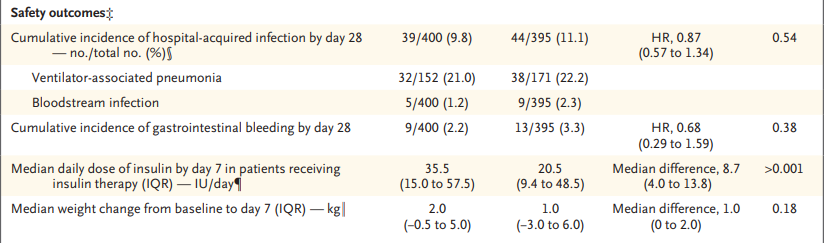 Safety outcomes‡
Cumulative incidence of hospital-acquired infection by day 28 39/400 (9.8) 44/395 (11.1) HR, 0.87 0.54
— no./total no. (%)§ (0.57 to 1.34)
Ventilator-associated pneumonia 32/152 (21.0) 38/171 (22.2)
Bloodstream infection 5/400 (1.2) 9/395 (2.3)
Cumulative incidence of gastrointestinal bleeding by day 28 9/400 (2.2) 13/395 (3.3) HR, 0.68 0.38
(0.29 to 1.59)
Median daily dose of insulin by day 7 in patients receiving 35.5 20.5 Median difference, 8.7 >0.001
insulin therapy (IQR) — IU/day¶ (15.0 to 57.5) (9.4 to 48.5) (4.0 to 13.8)
Median weight change from baseline to day 7 (IQR) — kg‖ 2.0 1.0 Median difference, 1.0 0.18
(–0.5 to 5.0) (–3.0 to 6.0) (0 to 2.0)